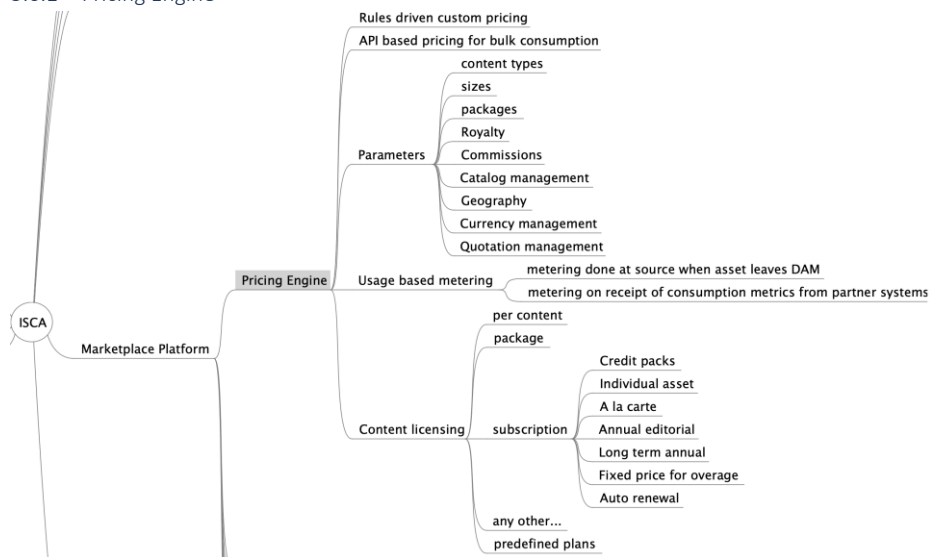 Rules driven custom pricing
API based pricing for bulk consumption
content types
sizes
packages
Royalty
Parameters
Commissions
Catalog management
Geography
Currency management
Quotation management
Pricing Engine
Usage based metering
metering done at source when asset leaves DAM
metering on receipt of consumption metrics from partner systems
ISCA
Marketplace Platform
per content
package
Content licensing
subscription
Credit packs
Individual asset
A la carte
Annual editorial
Long term annual
Fixed price for overage
Auto renewal
any other...
predefined plans